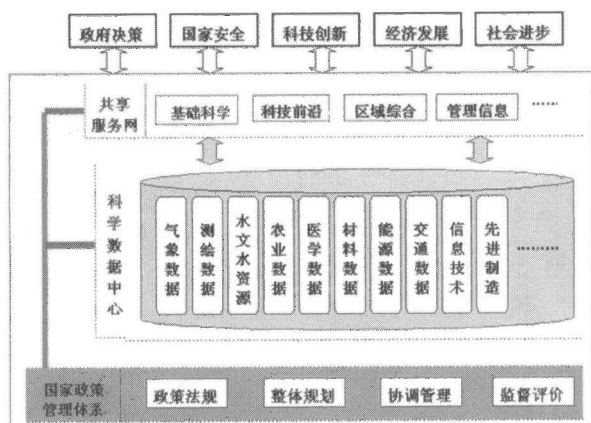 政府决策 国家安全 科技创新 经济发展 社会进步
共享服务网
基础科学 科技前沿 区域综合 管理信息 ……
科学数据中心
气象数据
测绘数据
水文水资源
农业数据
医学数据
材料数据
能源数据
交通数据
信息技术
先进制造
………
国家政策管理体系
政策法规 整体规划 协调管理 监督评价